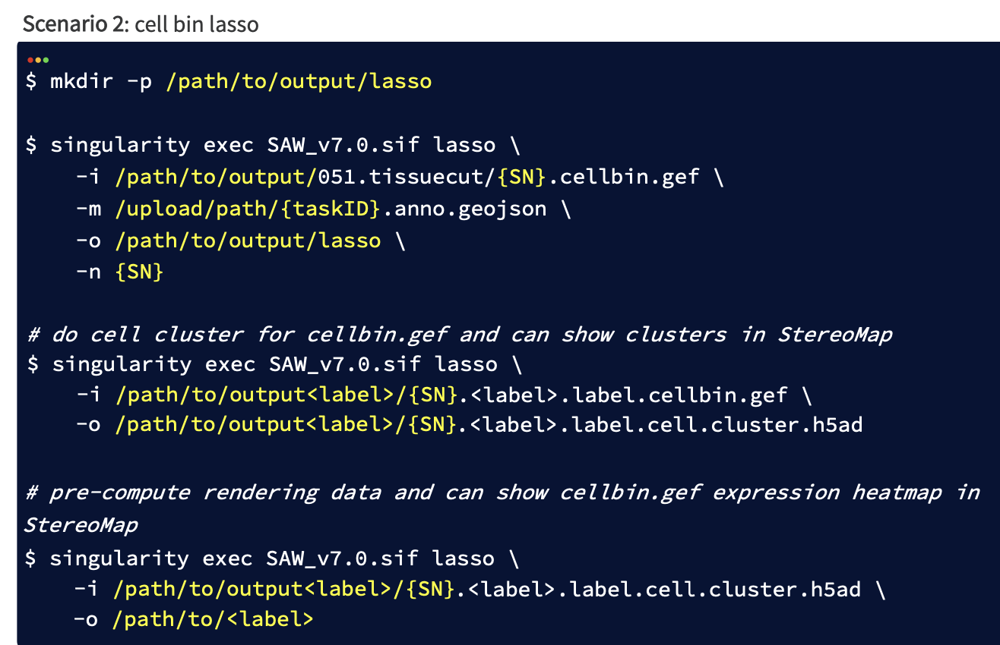 Scenario 2: cell bin lasso
$ mkdir -p /path/to/output/lasso
$ singularity exec SAW_v7.0.sif lasso \
-i /path/to/output/051.tissuecut/{SN}.cellbin.gef \
-m /upload/path/{taskID}.anno.geojson \
-o /path/to/output/lasso \
-n {SN}
# do cell cluster for cellbin.gef and can show clusters in StereoMap
$ singularity exec SAW_v7.0.sif lasso \
-i /path/to/output<label>/{SN}.<label>.label.cellbin.gef \
-o /path/to/output<label>/{SN}.<label>.label.cell.cluster.h5ad
# pre-compute rendering data and can show cellbin.gef expression heatmap in
StereoMap
$ singularity exec SAW_v7.0.sif lasso \
-i /path/to/output<label>/{SN}.<label>.label.cell.cluster.h5ad \
-o /path/to/<label>